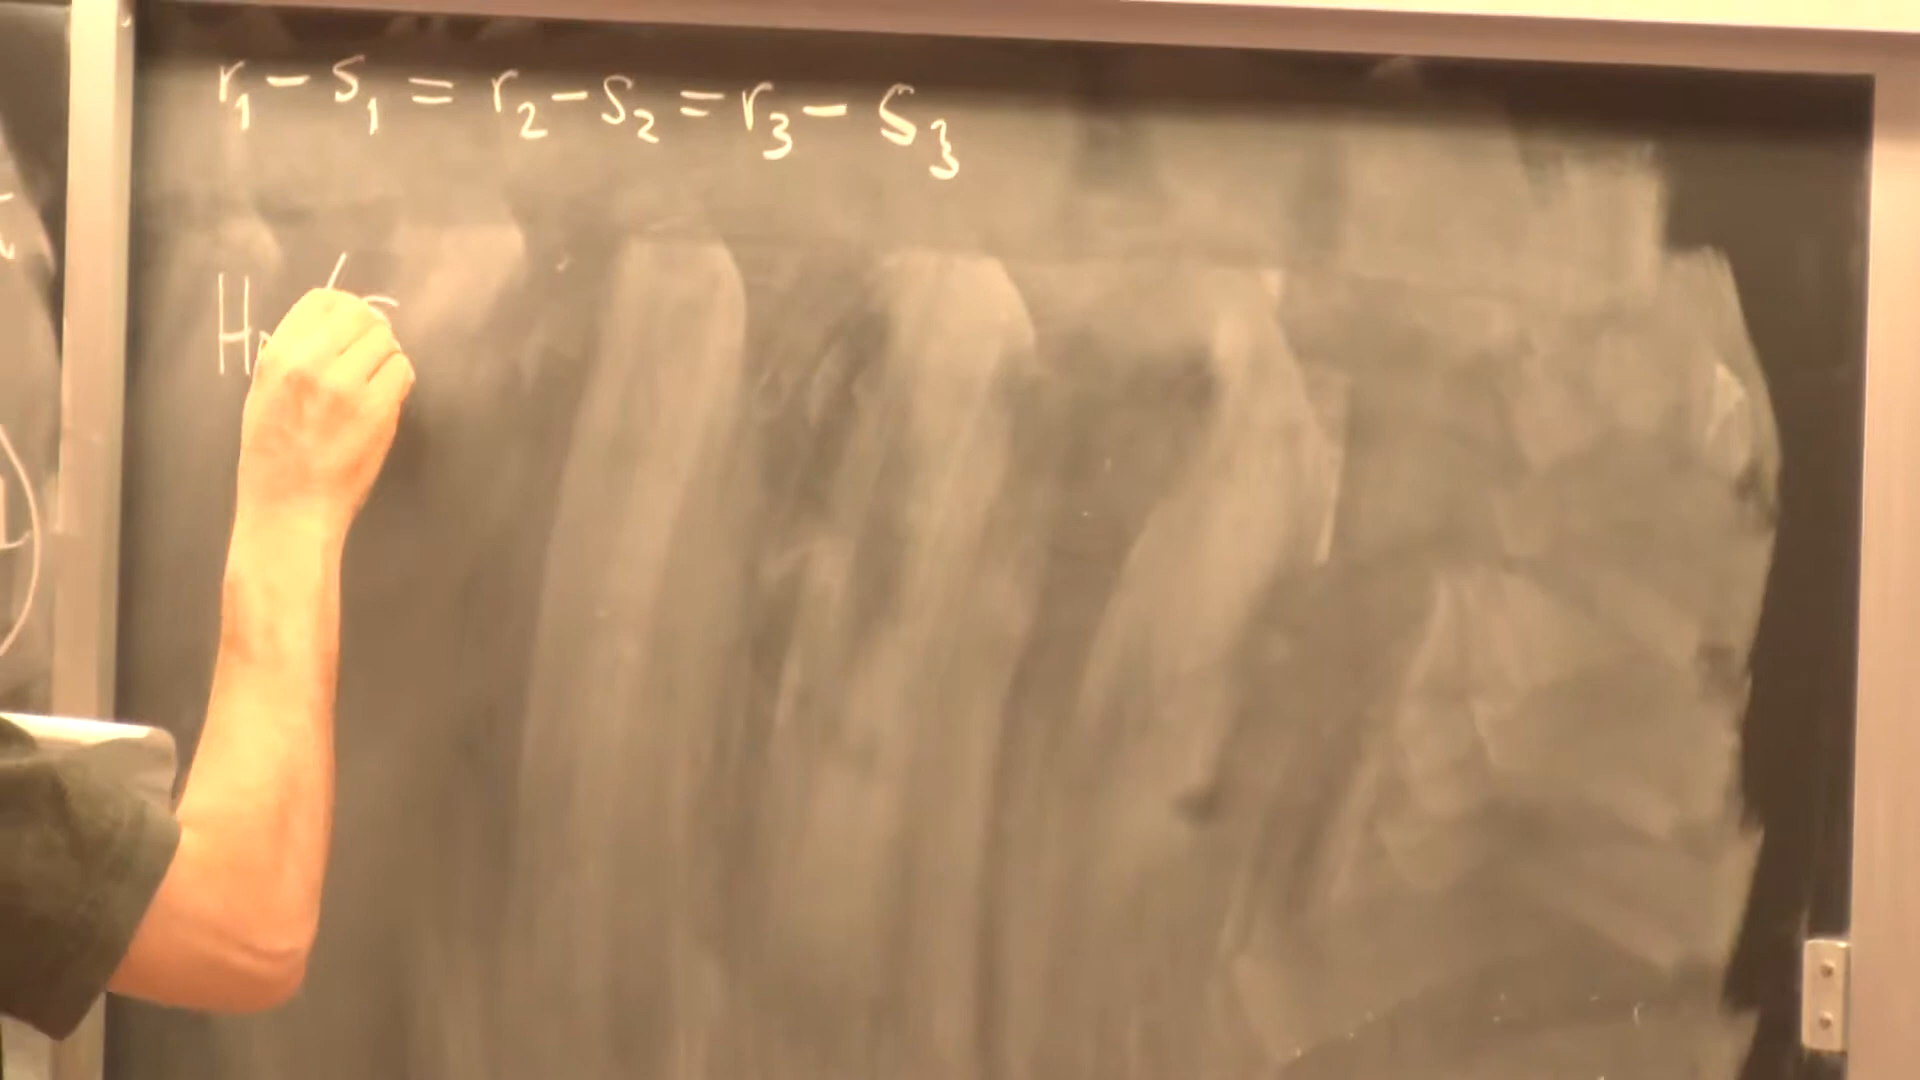 r₁ − s₁ = r₂ − s₂ = r₃ − s₃
H